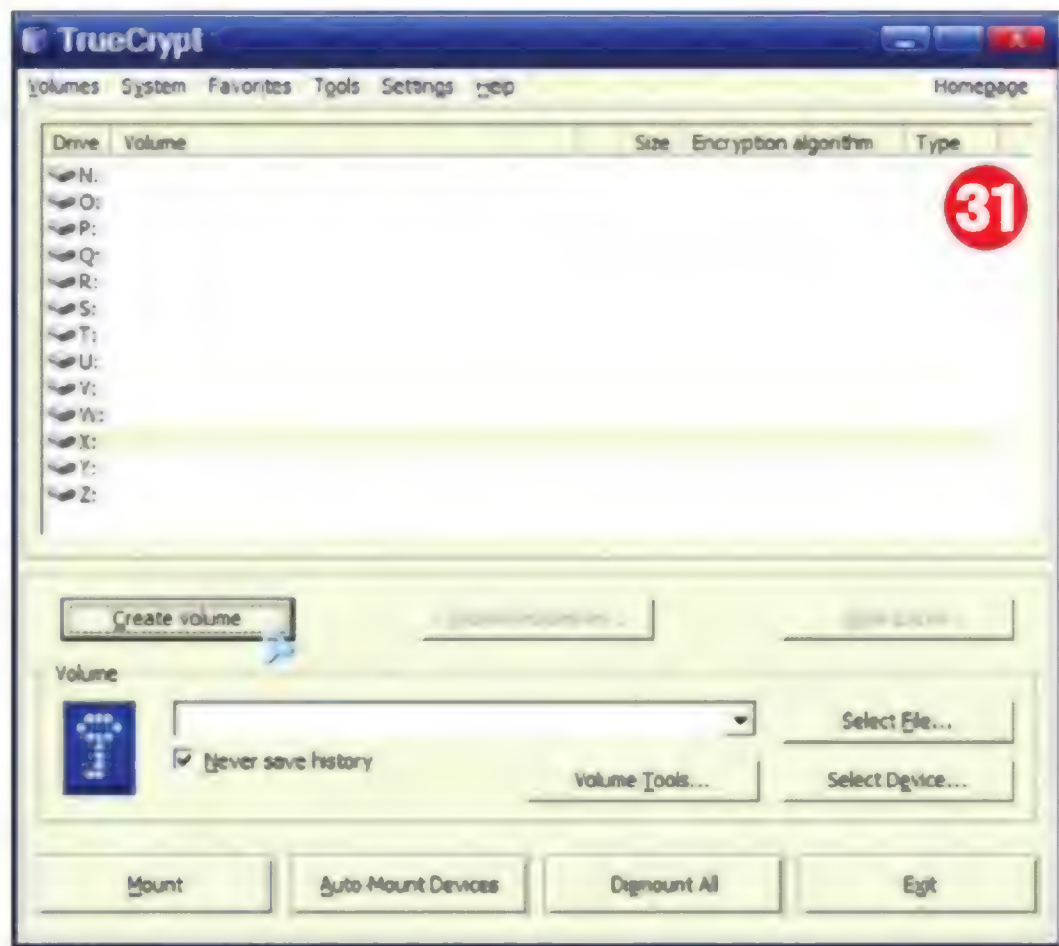 TrueCrypt
Volumes System Favorites Tools Settings Help Homepage
Drive Volume Size Encryption algorithm Type
31
N:
O:
P:
Q:
R:
S:
T:
U:
V:
W:
X:
Y:
Z:
Create volume
Volume
Never save history
Select File...
Volume Tools... Select Device...
Mount Auto-Mount Devices Dismount All Exit